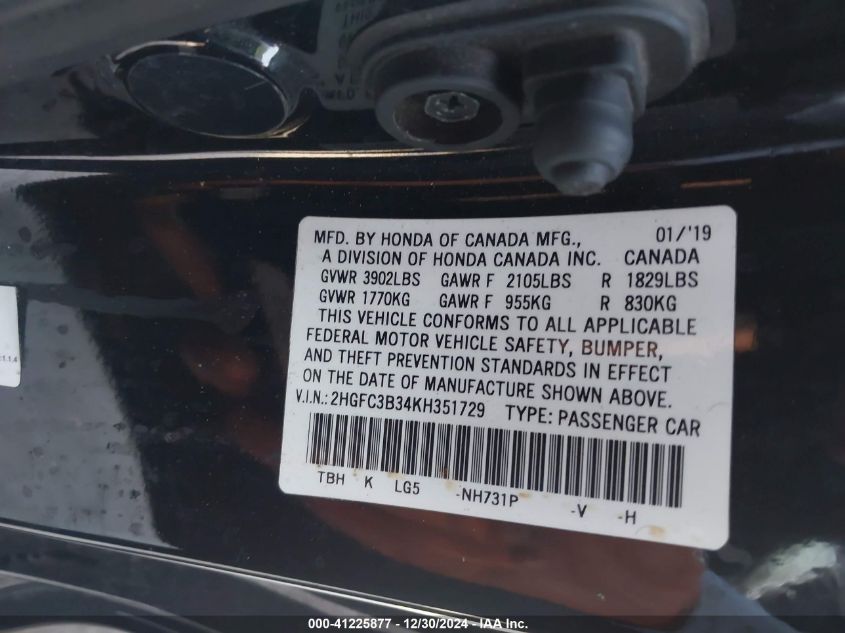 MFD. BY HONDA OF CANADA MFG., 01/'19
A DIVISION OF HONDA CANADA INC. CANADA
GVWR 3902LBS GAWR F 2105LBS R 1829LBS
GVWR 1770KG GAWR F 955KG R 830KG
THIS VEHICLE CONFORMS TO ALL APPLICABLE
FEDERAL MOTOR VEHICLE SAFETY, BUMPER,
AND THEFT PREVENTION STANDARDS IN EFFECT
ON THE DATE OF MANUFACTURE SHOWN ABOVE.
V.I.N.: 2HGFC3B34KH351729 TYPE: PASSENGER CAR
TBH K LG5 -NH731P -V -H
000-41225877 - 12/30/2024 - IAA Inc.